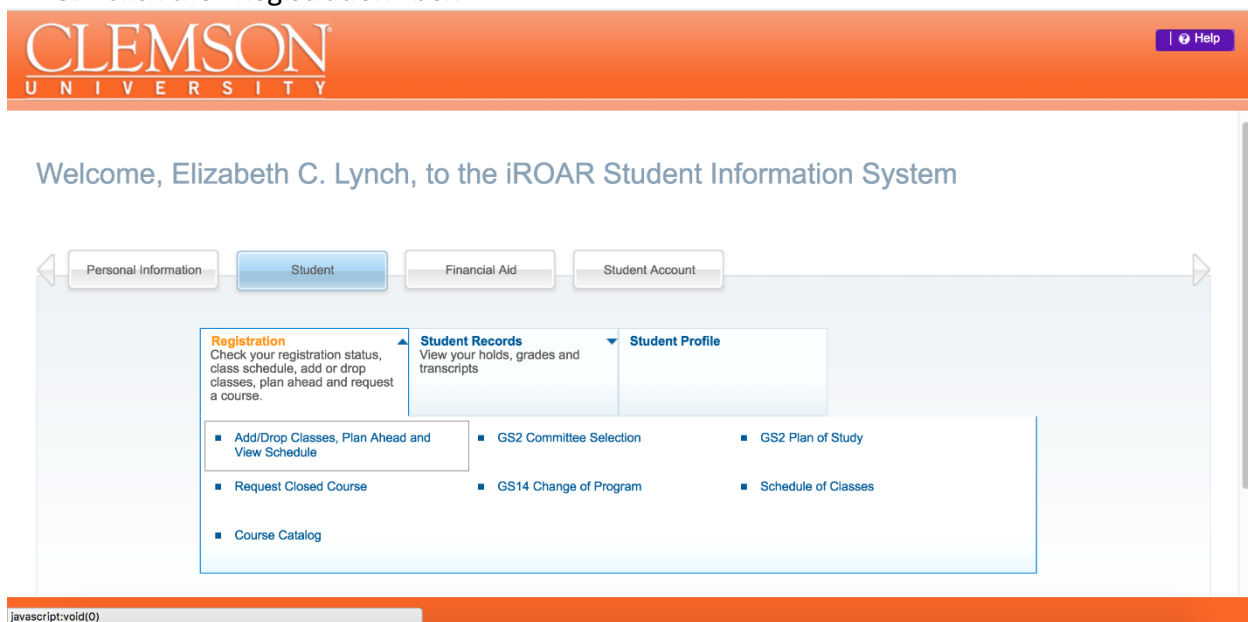 CLEMSON
UNIVERSITY
Help
Welcome, Elizabeth C. Lynch, to the iROAR Student Information System
Personal Information
Student
Financial Aid
Student Account
Registration
Check your registration status,
class schedule, add or drop
classes, plan ahead and request
a course.
Student Records
View your holds, grades and
transcripts
Student Profile
Add/Drop Classes, Plan Ahead and
View Schedule
GS2 Committee Selection
GS2 Plan of Study
Request Closed Course
GS14 Change of Program
Schedule of Classes
Course Catalog
javascript:void(0)